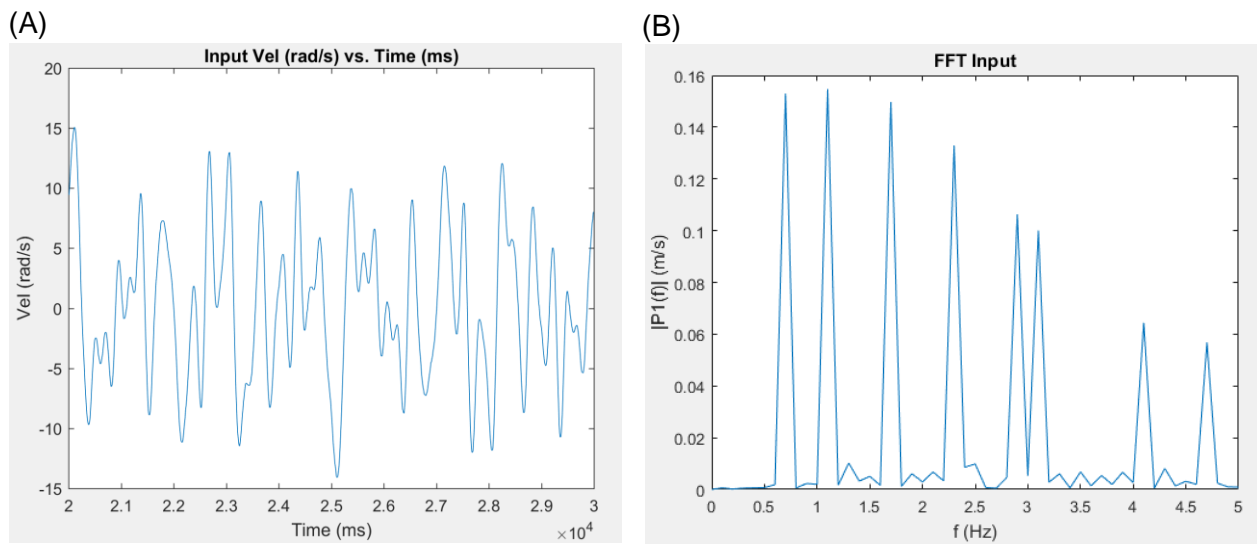 (A)
Input Vel (rad/s) vs. Time (ms)
20
15
10
5
0
-5
-10
-15
Vel (rad/s)
2 2.1 2.2 2.3 2.4 2.5 2.6 2.7 2.8 2.9 3
Time (ms)
×10⁴
(B)
FFT Input
0.16
0.14
0.12
0.1
0.08
0.06
0.04
0.02
0
|P1(f)| (m/s)
0 0.5 1 1.5 2 2.5 3 3.5 4 4.5 5
f (Hz)